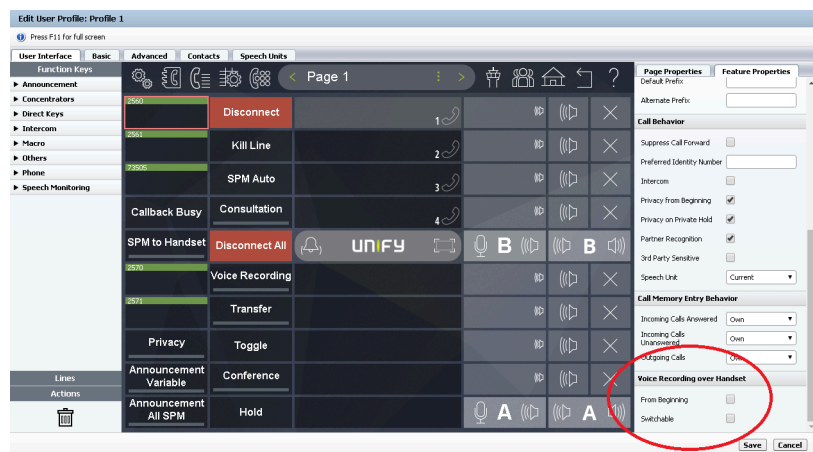 Edit User Profile: Profile 1
Press F11 for full screen
User Interface Basic Advanced Contacts Speech Units
Function Keys
Announcement
Concentrators
Direct Keys
Intercom
Macro
Others
Phone
Speech Monitoring
Lines
Actions
Page 1
?
2560
Disconnect
1
2561
Kill Line
2
73505
SPM Auto
3
Callback Busy
Consultation
4
SPM to Handset
Disconnect All
UNIFY
B
B
2570
Voice Recording
2571
Transfer
Privacy
Toggle
Announcement
Variable
Conference
Announcement
All SPM
Hold
A
A
Page Properties Feature Properties
Default Prefix
Alternate Prefix
Call Behavior
Suppress Call Forward
Preferred Identity Number
Intercom
Privacy from Beginning
Privacy on Private Hold
Partner Recognition
3rd Party Sensitive
Speech Unit Current
Call Memory Entry Behavior
Incoming Calls Answered Own
Incoming Calls
Unanswered Own
Outgoing Calls Own
Voice Recording over Handset
From Beginning
Switchable
Save Cancel